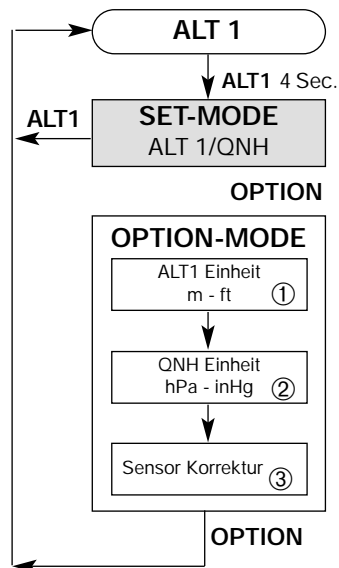 ALT 1
ALT1 4 Sec.
ALT1
SET-MODE
ALT 1/QNH
OPTION
OPTION-MODE
ALT1 Einheit
m - ft ①
QNH Einheit
hPa - inHg ②
Sensor Korrektur ③
OPTION